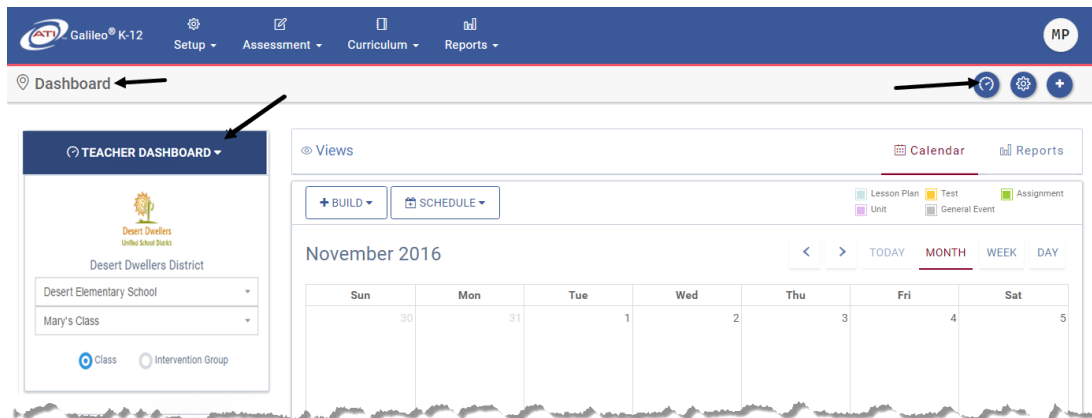 ATI Galileo® K-12
Setup
Assessment
Curriculum
Reports
MP
Dashboard
TEACHER DASHBOARD
Desert Dwellers
Unified School District
Desert Dwellers District
Desert Elementary School
Mary's Class
Class
Intervention Group
Views
Calendar
Reports
+ BUILD
SCHEDULE
Lesson Plan
Test
Assignment
Unit
General Event
November 2016
< > TODAY MONTH WEEK DAY
Sun Mon Tue Wed Thu Fri Sat
30 31 1 2 3 4 5